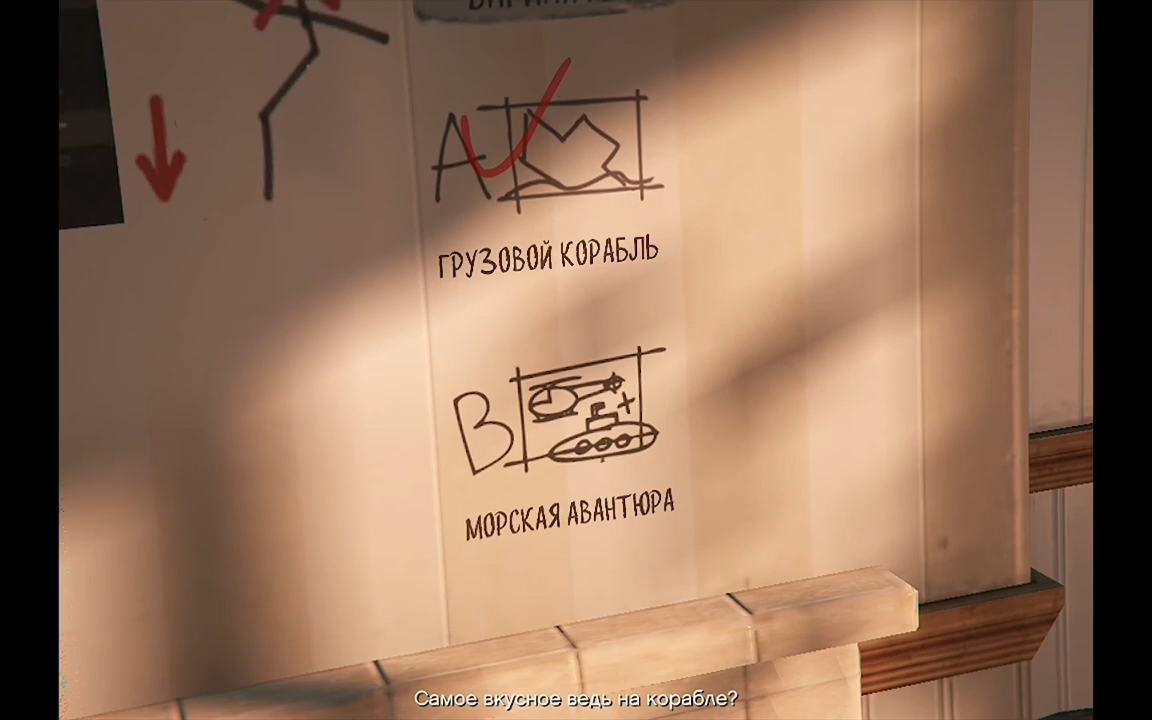 A
ГРУЗОВОЙ КОРАБЛЬ
B
МОРСКАЯ АВАНТЮРА
Самое вкусное ведь на корабле?